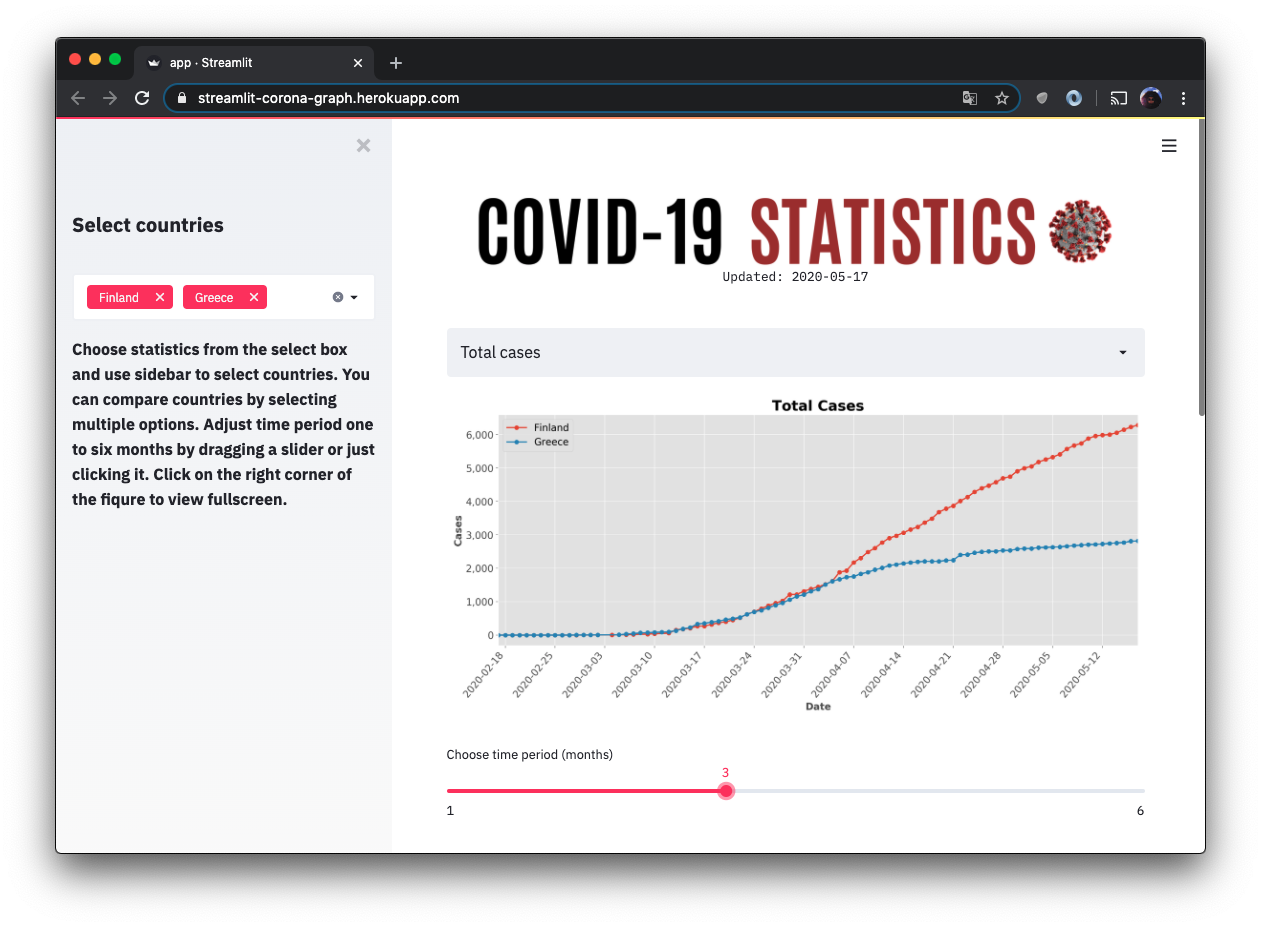 app · Streamlit
streamlit-corona-graph.herokuapp.com
Select countries
Finland
Greece
Choose statistics from the select box
and use sidebar to select countries. You
can compare countries by selecting
multiple options. Adjust time period one
to six months by dragging a slider or just
clicking it. Click on the right corner of
the fiqure to view fullscreen.
COVID-19 STATISTICS
Updated: 2020-05-17
Total cases
Total Cases
Finland
Greece
Cases
6,000
5,000
4,000
3,000
2,000
1,000
0
2020-02-18
2020-02-25
2020-03-03
2020-03-10
2020-03-17
2020-03-24
2020-03-31
2020-04-07
2020-04-14
2020-04-21
2020-04-28
2020-05-05
2020-05-12
Date
Choose time period (months)
3
1
6